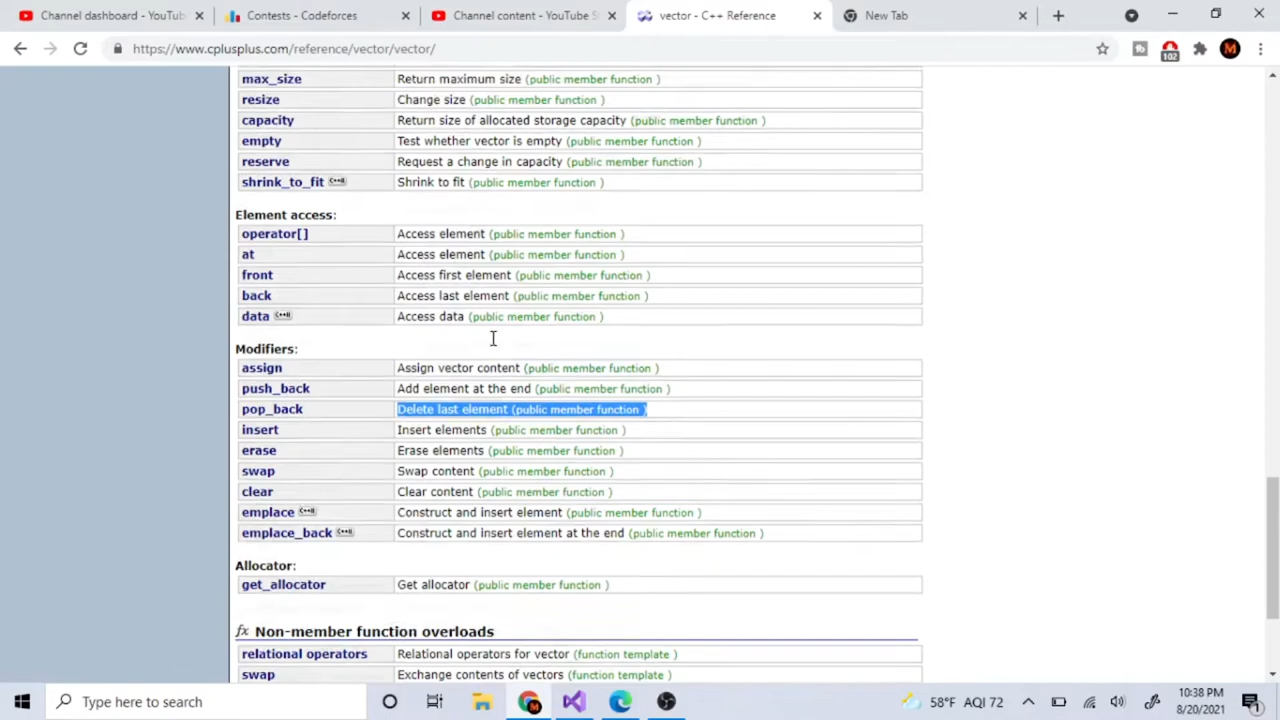 Channel dashboard - YouTub
Contests - Codeforces
Channel content - YouTube S
vector - C++ Reference
New Tab
https://www.cplusplus.com/reference/vector/vector/
M
102
max_size Return maximum size (public member function )
resize Change size (public member function )
capacity Return size of allocated storage capacity (public member function )
empty Test whether vector is empty (public member function )
reserve Request a change in capacity (public member function )
shrink_to_fit Shrink to fit (public member function )
Element access:
operator[] Access element (public member function )
at Access element (public member function )
front Access first element (public member function )
back Access last element (public member function )
data Access data (public member function )
Modifiers:
assign Assign vector content (public member function )
push_back Add element at the end (public member function )
pop_back Delete last element (public member function )
insert Insert elements (public member function )
erase Erase elements (public member function )
swap Swap content (public member function )
clear Clear content (public member function )
emplace Construct and insert element (public member function )
emplace_back Construct and insert element at the end (public member function )
Allocator:
get_allocator Get allocator (public member function )
fx Non-member function overloads
relational operators Relational operators for vector (function template )
swap Exchange contents of vectors (function template )
Type here to search
58°F AQI 72
10:38 PM
8/20/2021